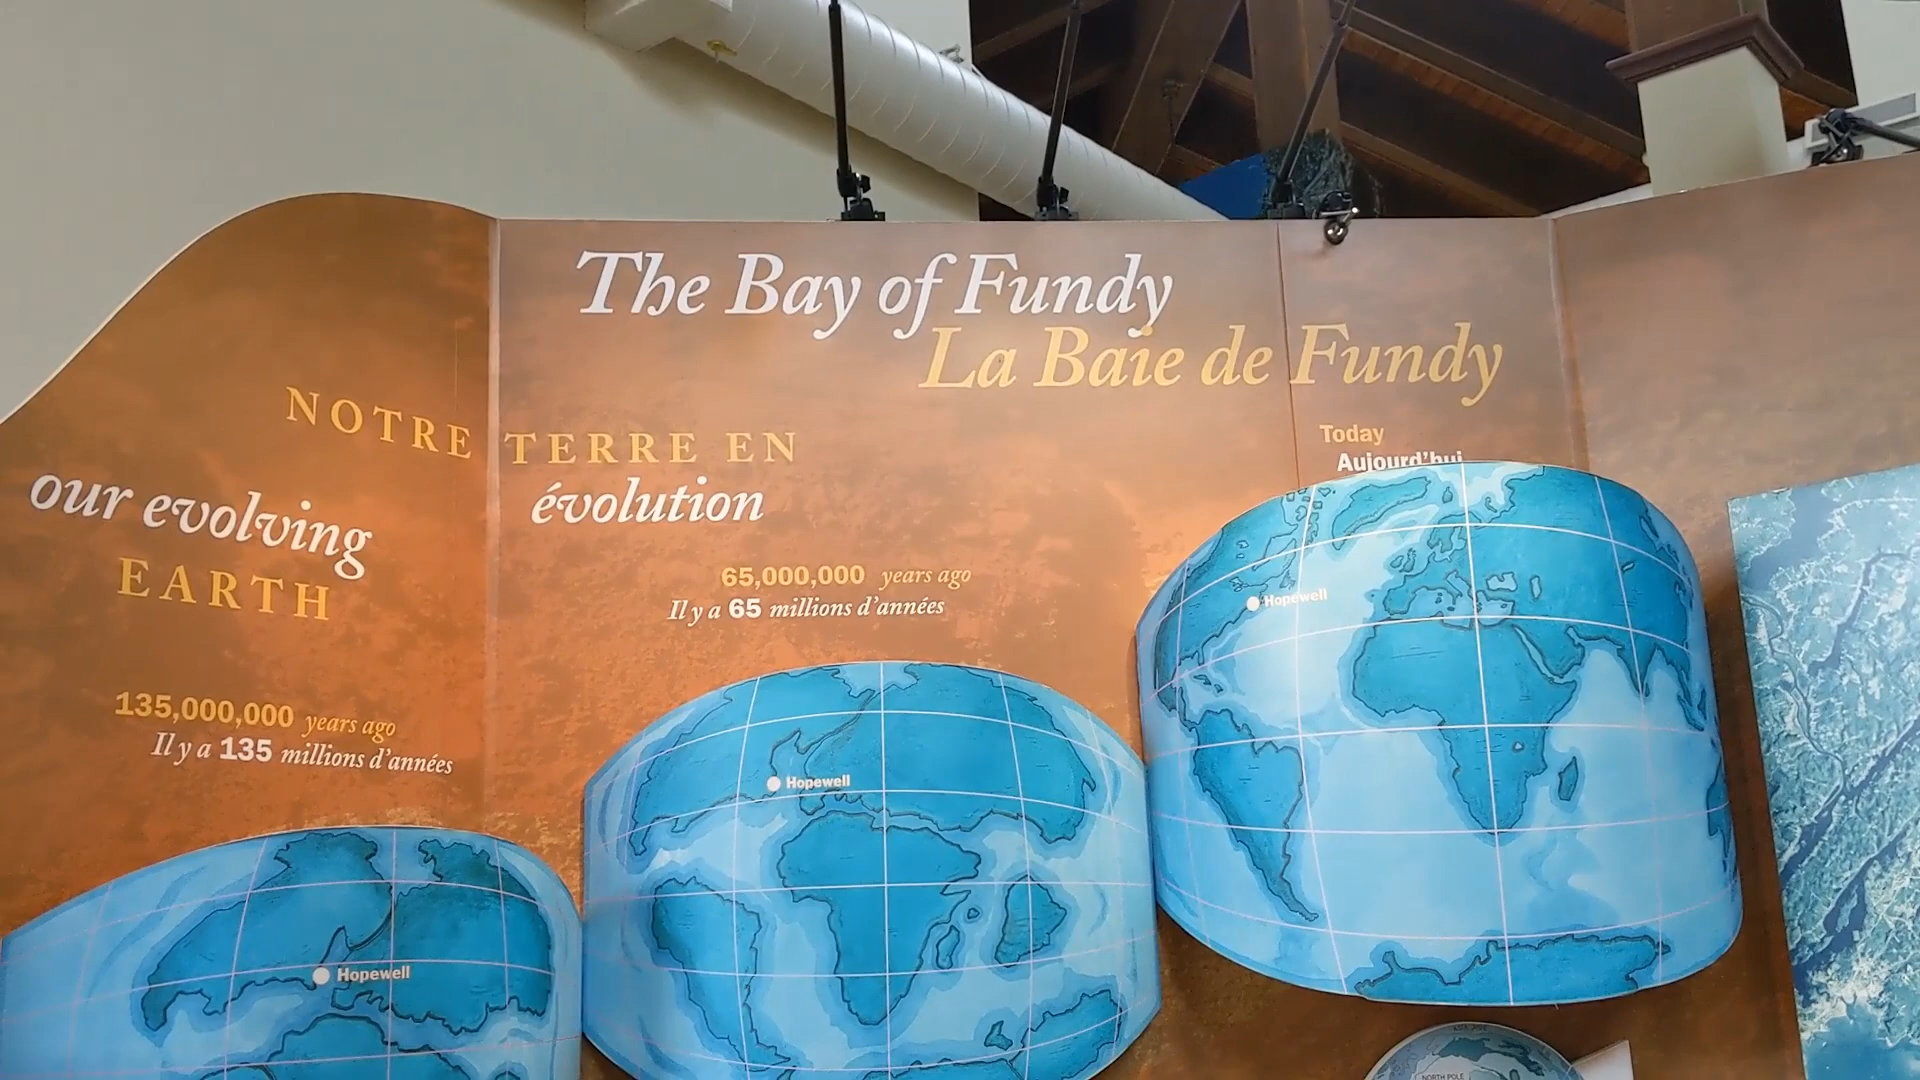 The Bay of Fundy
La Baie de Fundy
NOTRE TERRE EN
évolution
our evolving
EARTH
Today
Aujourd'hui
65,000,000 years ago
Il y a 65 millions d'années
135,000,000 years ago
Il y a 135 millions d'années
Hopewell
Hopewell
Hopewell
NORTH POLE